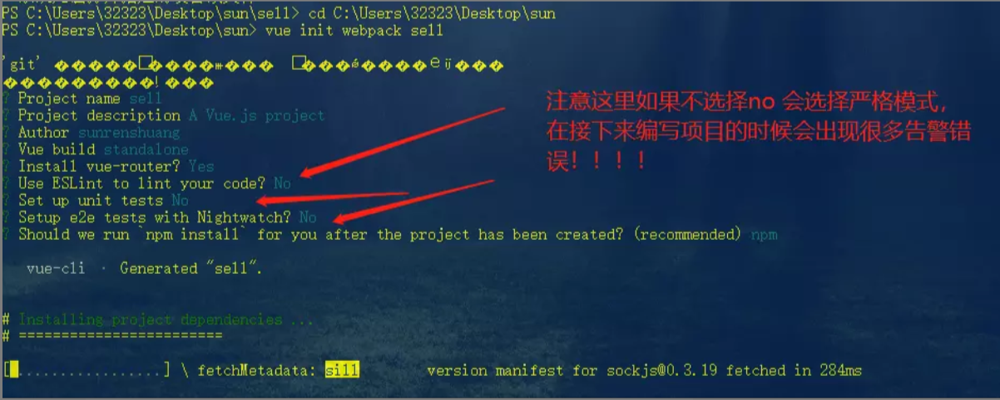 PS C:\Users\32323\Desktop\sun\sell> cd C:\Users\32323\Desktop\sun
PS C:\Users\32323\Desktop\sun> vue init webpack sell
'git'
? Project name sell
? Project description A Vue.js project
? Author sunrenshuang
? Vue build standalone
? Install vue-router? Yes
? Use ESLint to lint your code? No
? Set up unit tests No
? Setup e2e tests with Nightwatch? No
? Should we run `npm install` for you after the project has been created? (recommended) npm
注意这里如果不选择no 会选择严格模式，
在接下来编写项目的时候会出现很多告警错
误！！！！
vue-cli · Generated "sell".
# Installing project dependencies ...
# ========================
[ .................] \ fetchMetadata: sill version manifest for sockjs@0.3.19 fetched in 284ms